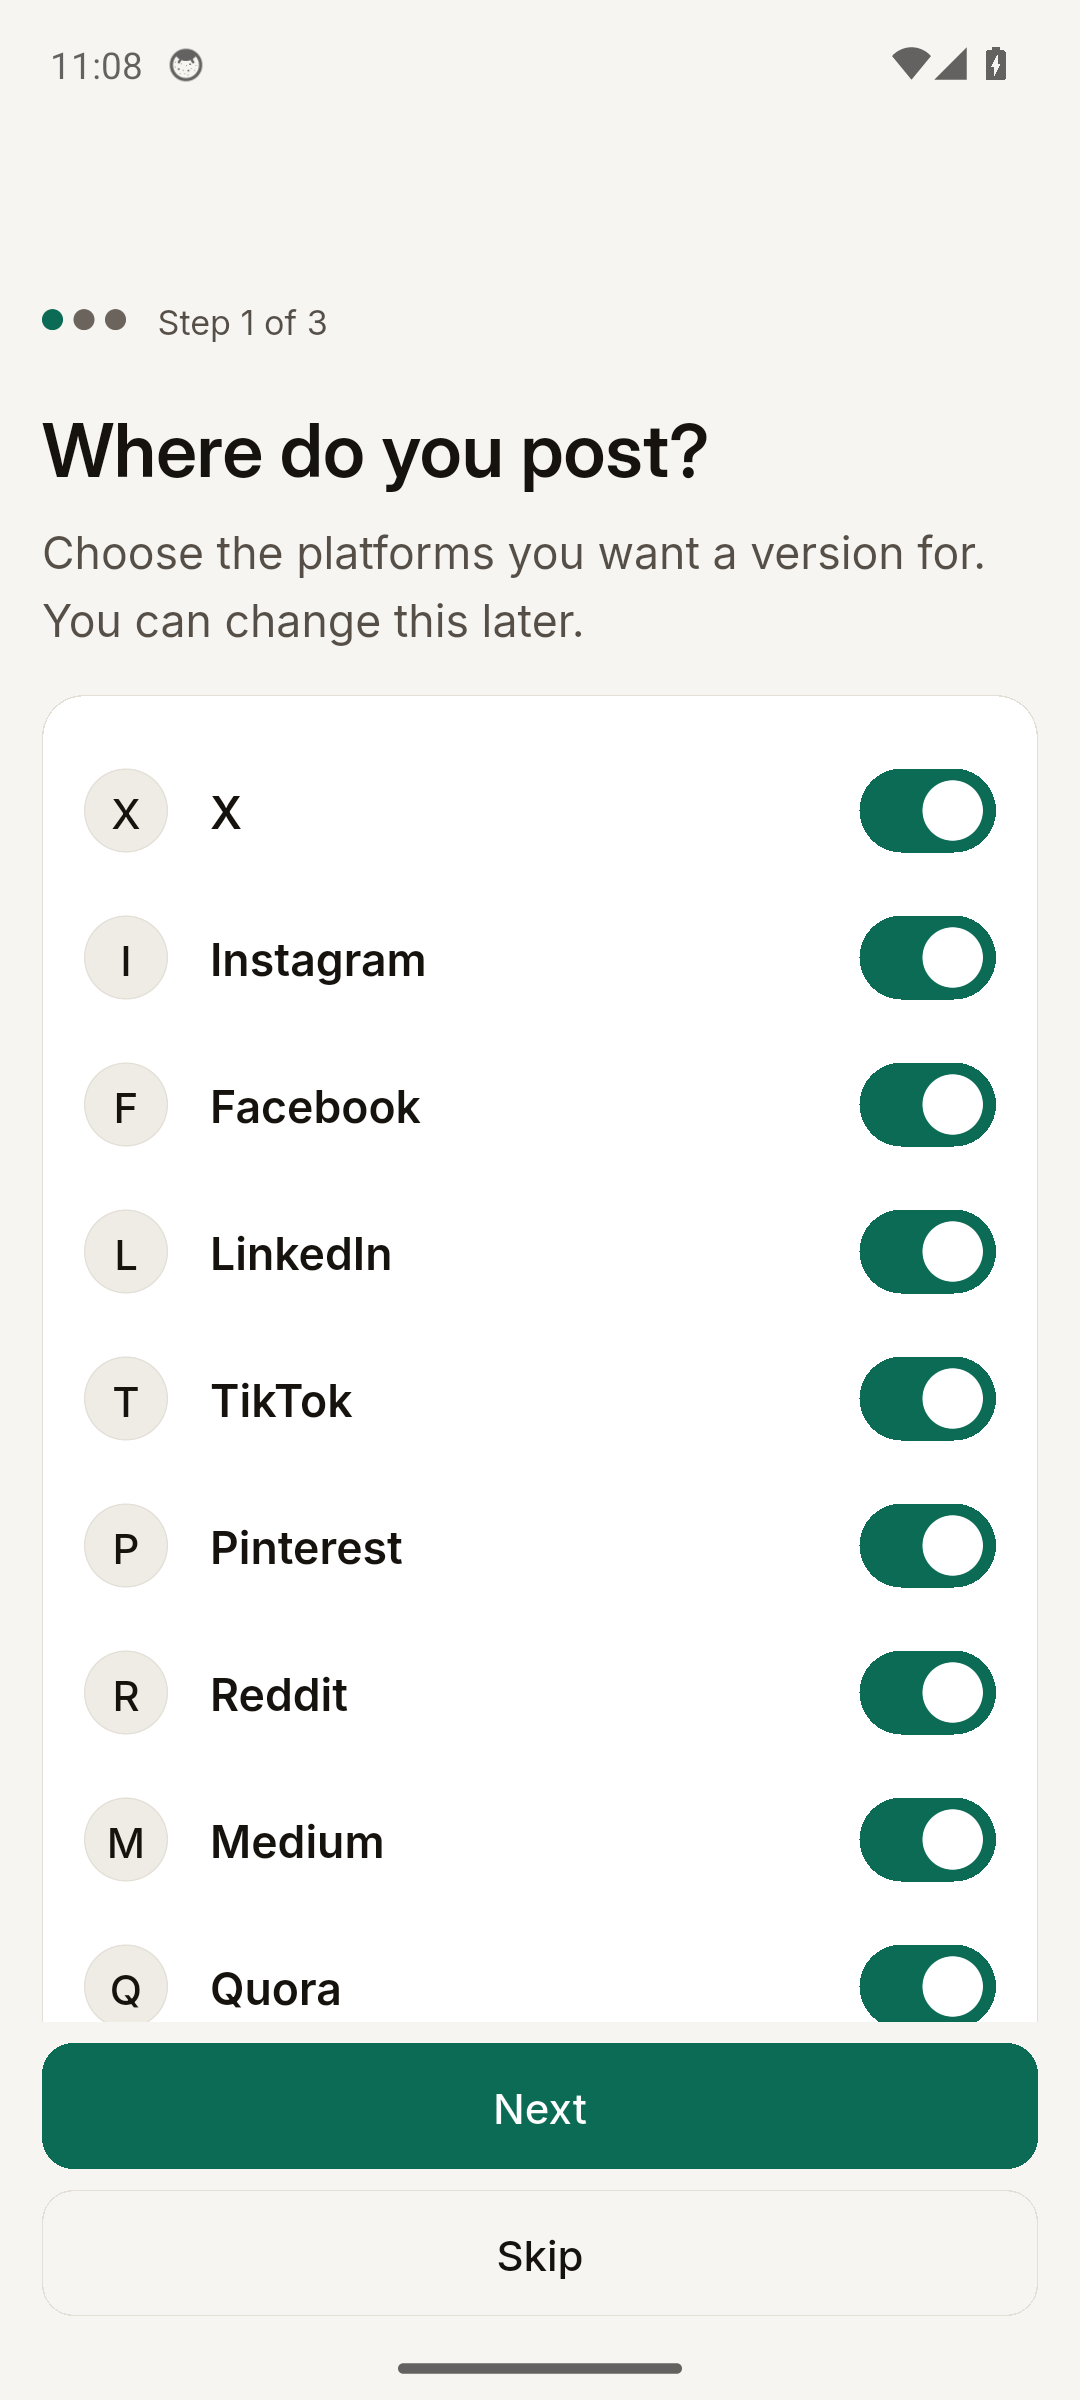 11:08
Step 1 of 3
Where do you post?
Choose the platforms you want a version for.
You can change this later.
X X
I Instagram
F Facebook
L LinkedIn
T TikTok
P Pinterest
R Reddit
M Medium
Q Quora
Next
Skip